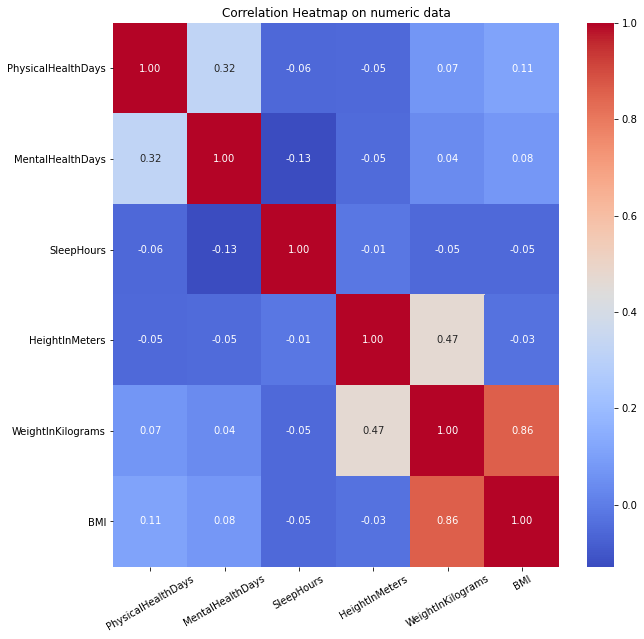 Correlation Heatmap on numeric data
PhysicalHealthDays 1.00 0.32 -0.06 -0.05 0.07 0.11
MentalHealthDays 0.32 1.00 -0.13 -0.05 0.04 0.08
SleepHours -0.06 -0.13 1.00 -0.01 -0.05 -0.05
HeightInMeters -0.05 -0.05 -0.01 1.00 0.47 -0.03
WeightInKilograms 0.07 0.04 -0.05 0.47 1.00 0.86
BMI 0.11 0.08 -0.05 -0.03 0.86 1.00
PhysicalHealthDays MentalHealthDays SleepHours HeightInMeters WeightInKilograms BMI
1.0
0.8
0.6
0.4
0.2
0.0